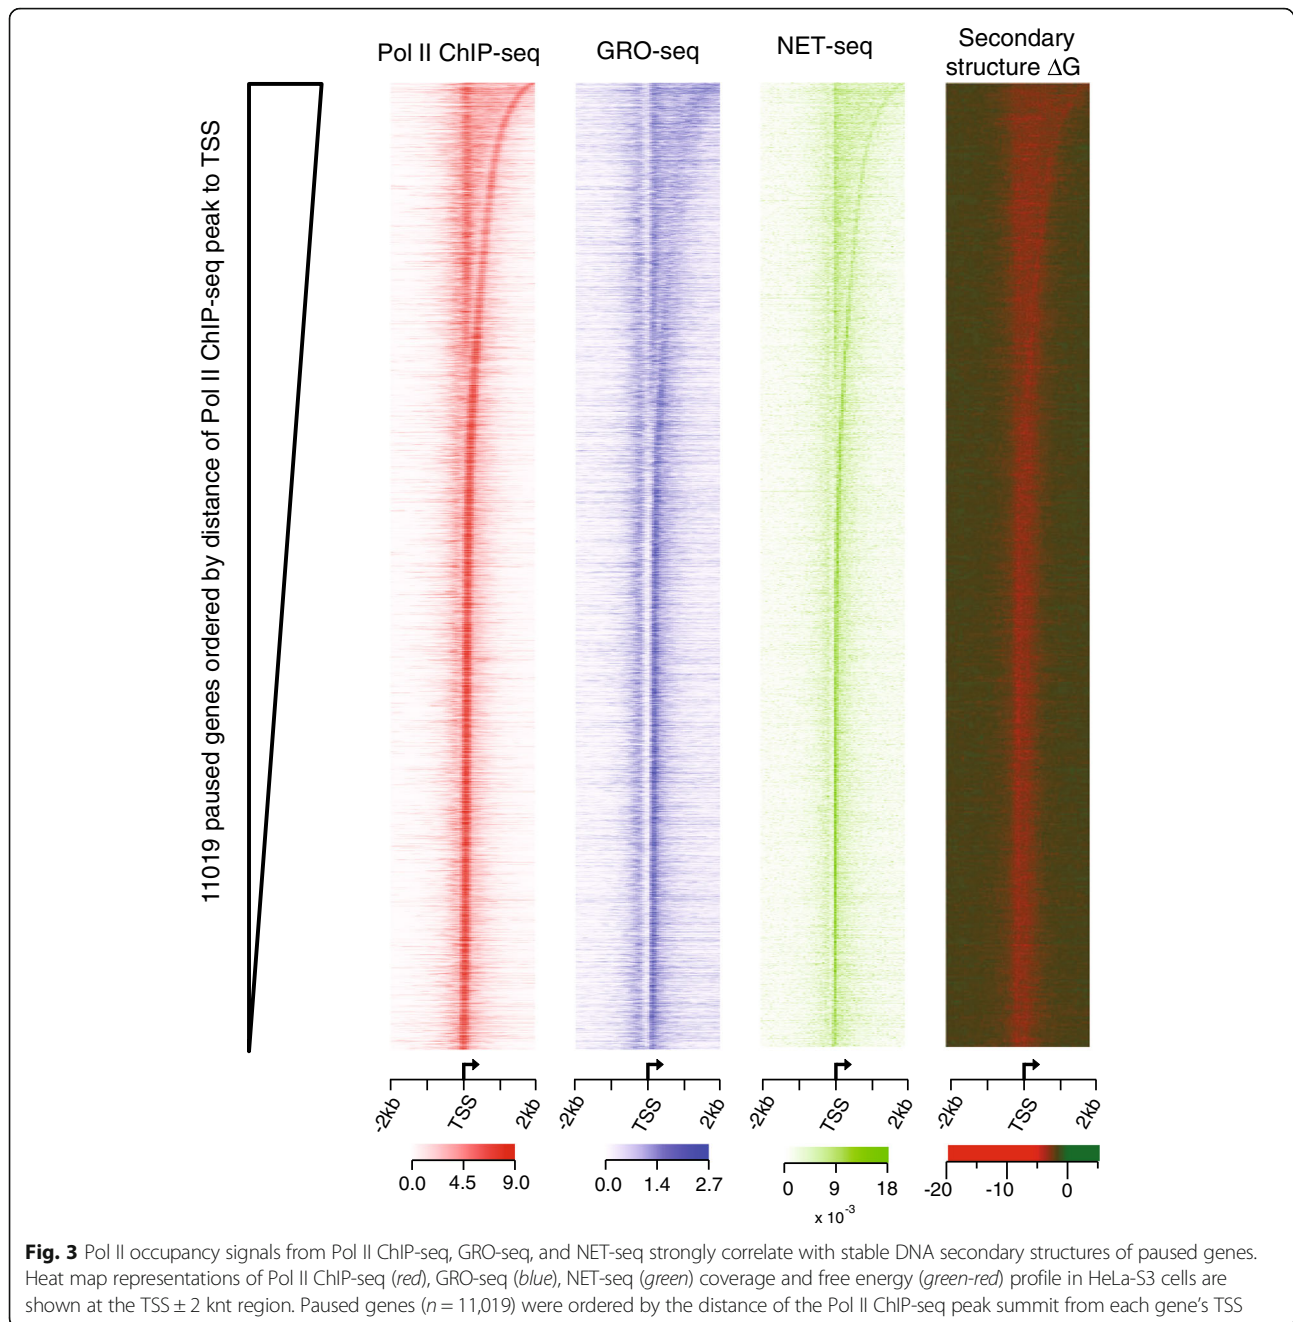 Pol II ChIP-seq
GRO-seq
NET-seq
Secondary
structure ΔG
11019 paused genes ordered by distance of Pol II ChIP-seq peak to TSS
-2kb TSS 2kb
-2kb TSS 2kb
-2kb TSS 2kb
-2kb TSS 2kb
0.0 4.5 9.0
0.0 1.4 2.7
0 9 18
x 10⁻³
-20 -10 0
Fig. 3 Pol II occupancy signals from Pol II ChIP-seq, GRO-seq, and NET-seq strongly correlate with stable DNA secondary structures of paused genes.
Heat map representations of Pol II ChIP-seq (red), GRO-seq (blue), NET-seq (green) coverage and free energy (green-red) profile in HeLa-S3 cells are
shown at the TSS ± 2 knt region. Paused genes (n = 11,019) were ordered by the distance of the Pol II ChIP-seq peak summit from each gene's TSS